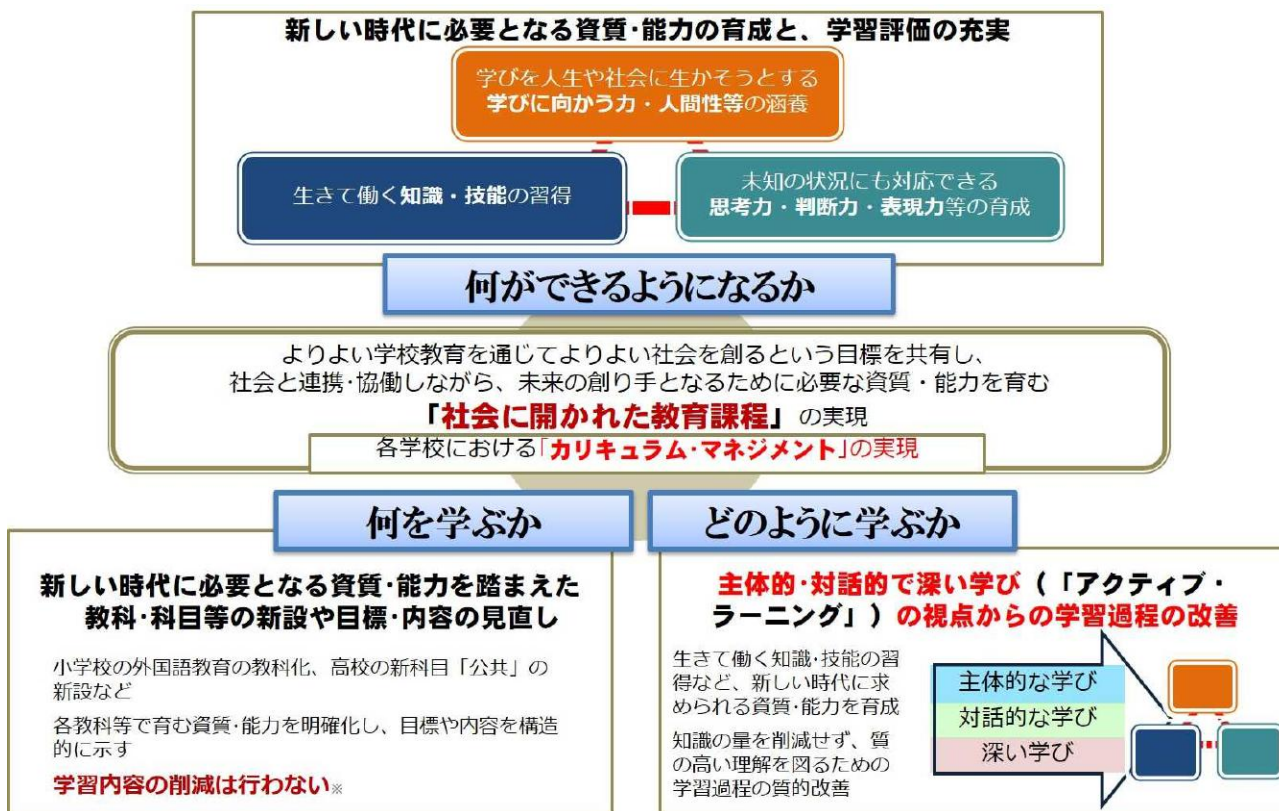 新しい時代に必要となる資質･能力の育成と、学習評価の充実
学びを人生や社会に生かそうとする
学びに向かう力・人間性等の涵養
生きて働く知識・技能の習得
未知の状況にも対応できる
思考力・判断力・表現力等の育成
何ができるようになるか
よりよい学校教育を通じてよりよい社会を創るという目標を共有し、
社会と連携･協働しながら、未来の創り手となるために必要な資質・能力を育む
「社会に開かれた教育課程」の実現
各学校における「カリキュラム･マネジメント」の実現
何を学ぶか
新しい時代に必要となる資質･能力を踏まえた
教科･科目等の新設や目標･内容の見直し
小学校の外国語教育の教科化、高校の新科目「公共」の
新設など
各教科等で育む資質･能力を明確化し、目標や内容を構造
的に示す
学習内容の削減は行わない※
どのように学ぶか
主体的･対話的で深い学び（「アクティブ・
ラーニング」）の視点からの学習過程の改善
生きて働く知識･技能の習
得など、新しい時代に求
められる資質･能力を育成
知識の量を削減せず、質
の高い理解を図るための
学習過程の質的改善
主体的な学び
対話的な学び
深い学び